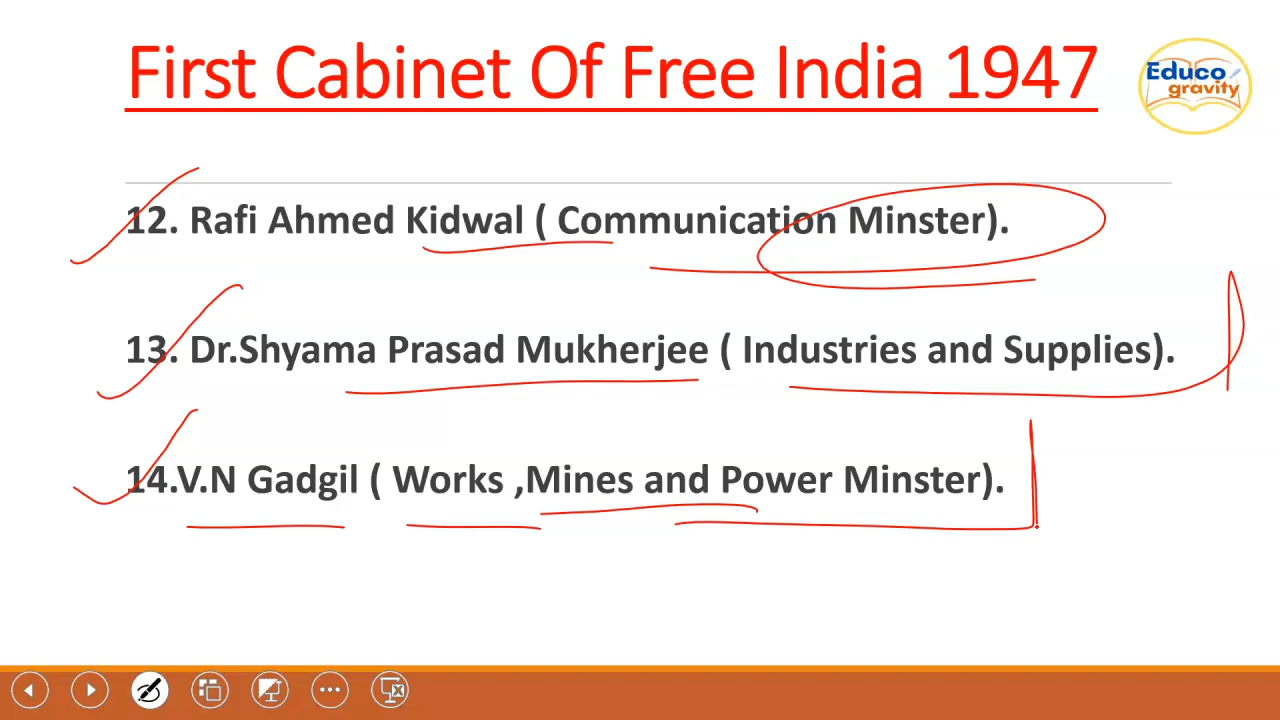 First Cabinet Of Free India 1947
Educo
gravity
12. Rafi Ahmed Kidwal ( Communication Minster).
13. Dr.Shyama Prasad Mukherjee ( Industries and Supplies).
14.V.N Gadgil ( Works ,Mines and Power Minster).